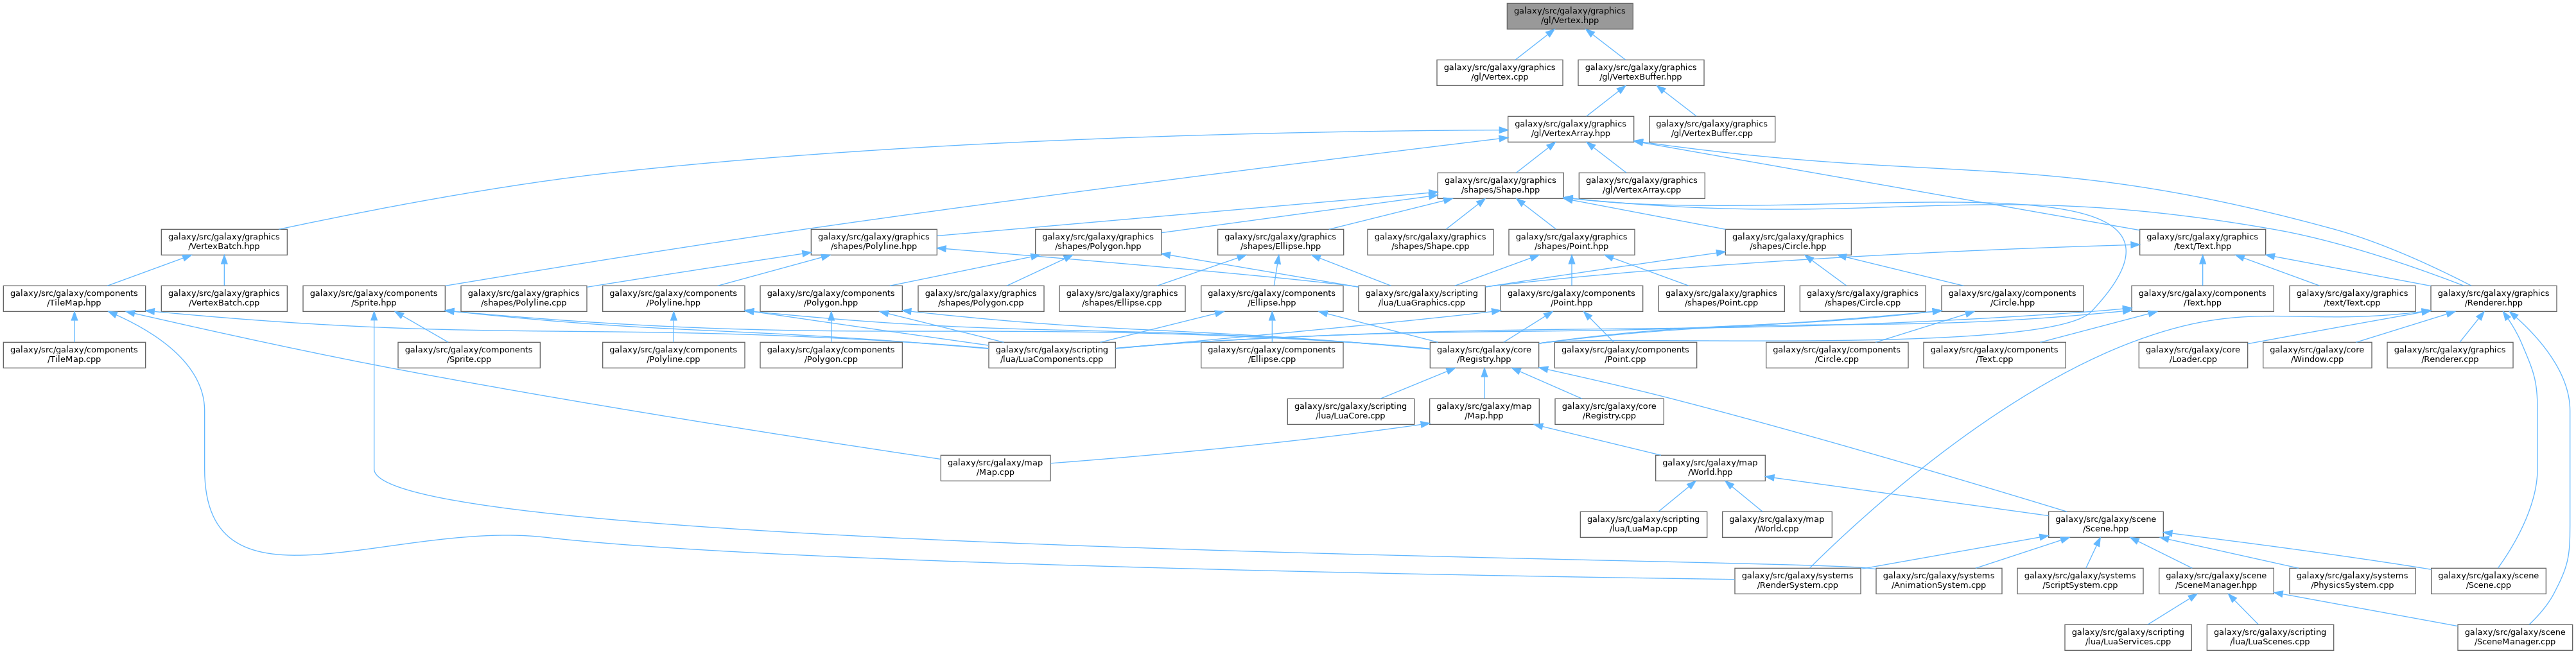 galaxy/src/galaxy/graphics
/gl/Vertex.hpp
galaxy/src/galaxy/graphics
/gl/Vertex.cpp
galaxy/src/galaxy/graphics
/gl/VertexBuffer.hpp
galaxy/src/galaxy/graphics
/gl/VertexArray.hpp
galaxy/src/galaxy/graphics
/gl/VertexBuffer.cpp
galaxy/src/galaxy/graphics
/shapes/Shape.hpp
galaxy/src/galaxy/graphics
/gl/VertexArray.cpp
galaxy/src/galaxy/graphics
/VertexBatch.hpp
galaxy/src/galaxy/graphics
/shapes/Polyline.hpp
galaxy/src/galaxy/graphics
/shapes/Polygon.hpp
galaxy/src/galaxy/graphics
/shapes/Ellipse.hpp
galaxy/src/galaxy/graphics
/shapes/Shape.cpp
galaxy/src/galaxy/graphics
/shapes/Point.hpp
galaxy/src/galaxy/graphics
/shapes/Circle.hpp
galaxy/src/galaxy/graphics
/text/Text.hpp
galaxy/src/galaxy/components
/TileMap.hpp
galaxy/src/galaxy/graphics
/VertexBatch.cpp
galaxy/src/galaxy/components
/Sprite.hpp
galaxy/src/galaxy/graphics
/shapes/Polyline.cpp
galaxy/src/galaxy/components
/Polyline.hpp
galaxy/src/galaxy/components
/Polygon.hpp
galaxy/src/galaxy/graphics
/shapes/Polygon.cpp
galaxy/src/galaxy/graphics
/shapes/Ellipse.cpp
galaxy/src/galaxy/components
/Ellipse.hpp
galaxy/src/galaxy/scripting
/lua/LuaGraphics.cpp
galaxy/src/galaxy/components
/Point.hpp
galaxy/src/galaxy/graphics
/shapes/Point.cpp
galaxy/src/galaxy/graphics
/shapes/Circle.cpp
galaxy/src/galaxy/components
/Circle.hpp
galaxy/src/galaxy/components
/Text.hpp
galaxy/src/galaxy/graphics
/text/Text.cpp
galaxy/src/galaxy/graphics
/Renderer.hpp
galaxy/src/galaxy/components
/TileMap.cpp
galaxy/src/galaxy/components
/Sprite.cpp
galaxy/src/galaxy/components
/Polyline.cpp
galaxy/src/galaxy/components
/Polygon.cpp
galaxy/src/galaxy/scripting
/lua/LuaComponents.cpp
galaxy/src/galaxy/components
/Ellipse.cpp
galaxy/src/galaxy/core
/Registry.hpp
galaxy/src/galaxy/components
/Point.cpp
galaxy/src/galaxy/components
/Circle.cpp
galaxy/src/galaxy/components
/Text.cpp
galaxy/src/galaxy/core
/Loader.cpp
galaxy/src/galaxy/core
/Window.cpp
galaxy/src/galaxy/graphics
/Renderer.cpp
galaxy/src/galaxy/scripting
/lua/LuaCore.cpp
galaxy/src/galaxy/map
/Map.hpp
galaxy/src/galaxy/core
/Registry.cpp
galaxy/src/galaxy/map
/Map.cpp
galaxy/src/galaxy/map
/World.hpp
galaxy/src/galaxy/scripting
/lua/LuaMap.cpp
galaxy/src/galaxy/map
/World.cpp
galaxy/src/galaxy/scene
/Scene.hpp
galaxy/src/galaxy/systems
/RenderSystem.cpp
galaxy/src/galaxy/systems
/AnimationSystem.cpp
galaxy/src/galaxy/systems
/ScriptSystem.cpp
galaxy/src/galaxy/scene
/SceneManager.hpp
galaxy/src/galaxy/systems
/PhysicsSystem.cpp
galaxy/src/galaxy/scene
/Scene.cpp
galaxy/src/galaxy/scripting
/lua/LuaServices.cpp
galaxy/src/galaxy/scripting
/lua/LuaScenes.cpp
galaxy/src/galaxy/scene
/SceneManager.cpp